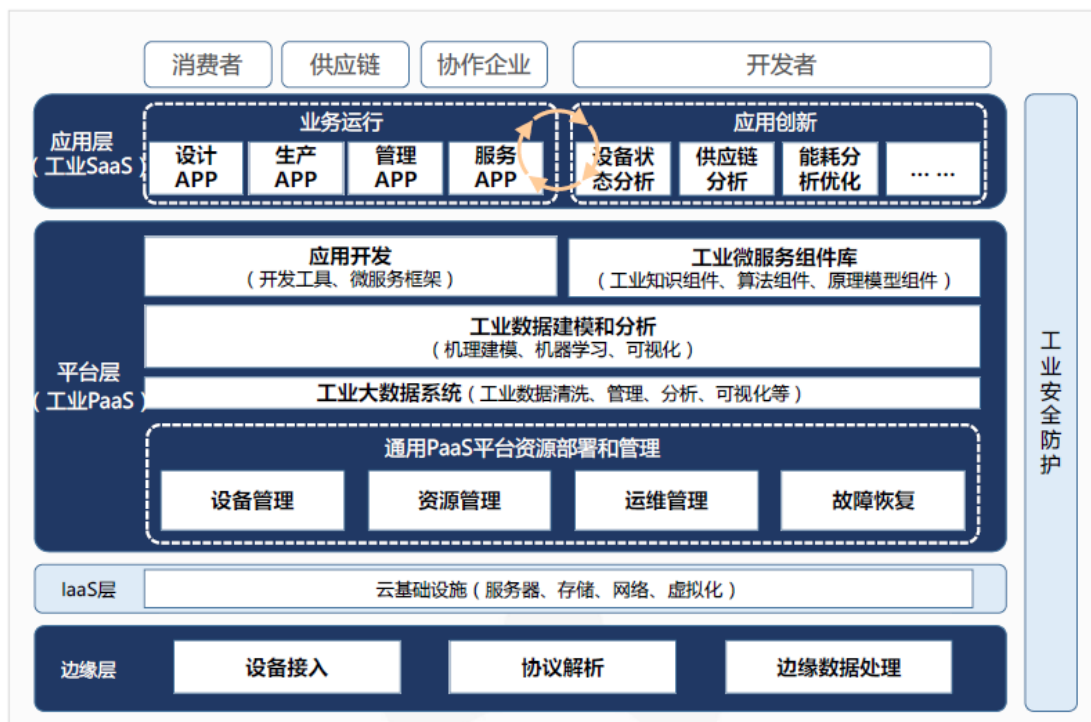 消费者
供应链
协作企业
开发者
应用层
（工业SaaS）
业务运行
设计
APP
生产
APP
管理
APP
服务
APP
应用创新
设备状
态分析
供应链
分析
能耗分
析优化
... ...
平台层
（工业PaaS）
应用开发
（开发工具、微服务框架）
工业微服务组件库
（工业知识组件、算法组件、原理模型组件）
工业数据建模和分析
（机理建模、机器学习、可视化）
工业大数据系统（工业数据清洗、管理、分析、可视化等）
通用PaaS平台资源部署和管理
设备管理
资源管理
运维管理
故障恢复
IaaS层
云基础设施（服务器、存储、网络、虚拟化）
边缘层
设备接入
协议解析
边缘数据处理
工业安全防护